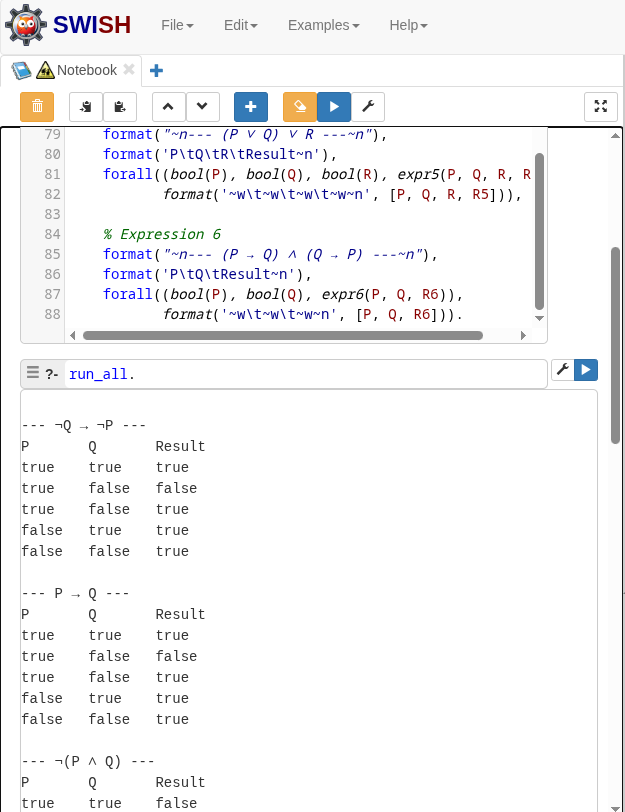 SWISH File Edit Examples Help
Notebook
79 format("~n--- (P ∨ Q) ∨ R ---~n"),
80 format('P\tQ\tR\tResult~n'),
81 forall((bool(P), bool(Q), bool(R), expr5(P, Q, R, R
82 format('~w\t~w\t~w\t~w~n', [P, Q, R, R5])),
83
84 % Expression 6
85 format("~n--- (P → Q) ∧ (Q → P) ---~n"),
86 format('P\tQ\tResult~n'),
87 forall((bool(P), bool(Q), expr6(P, Q, R6)),
88 format('~w\t~w\t~w~n', [P, Q, R6])).
?- run_all.
--- ¬Q → ¬P ---
P Q Result
true true true
true false false
true false true
false true true
false false true
--- P → Q ---
P Q Result
true true true
true false false
true false true
false true true
false false true
--- ¬(P ∧ Q) ---
P Q Result
true true false